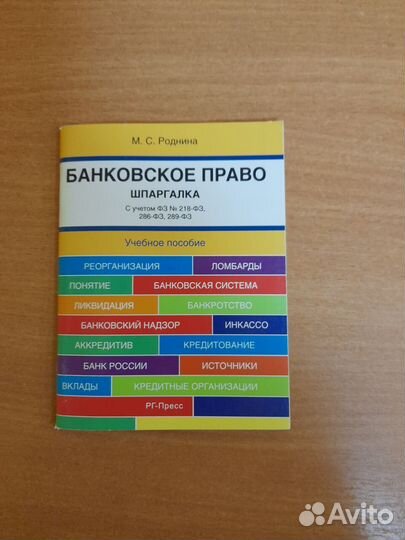 М. С. Роднина
БАНКОВСКОЕ ПРАВО
ШПАРГАЛКА
С учетом ФЗ № 218-ФЗ,
286-ФЗ, 289-ФЗ
Учебное пособие
РЕОРГАНИЗАЦИЯ ЛОМБАРДЫ
ПОНЯТИЕ БАНКОВСКАЯ СИСТЕМА
ЛИКВИДАЦИЯ БАНКРОТСТВО
БАНКОВСКИЙ НАДЗОР ИНКАССО
АККРЕДИТИВ КРЕДИТОВАНИЕ
БАНК РОССИИ ИСТОЧНИКИ
ВКЛАДЫ КРЕДИТНЫЕ ОРГАНИЗАЦИИ
РГ-Пресс
Avito